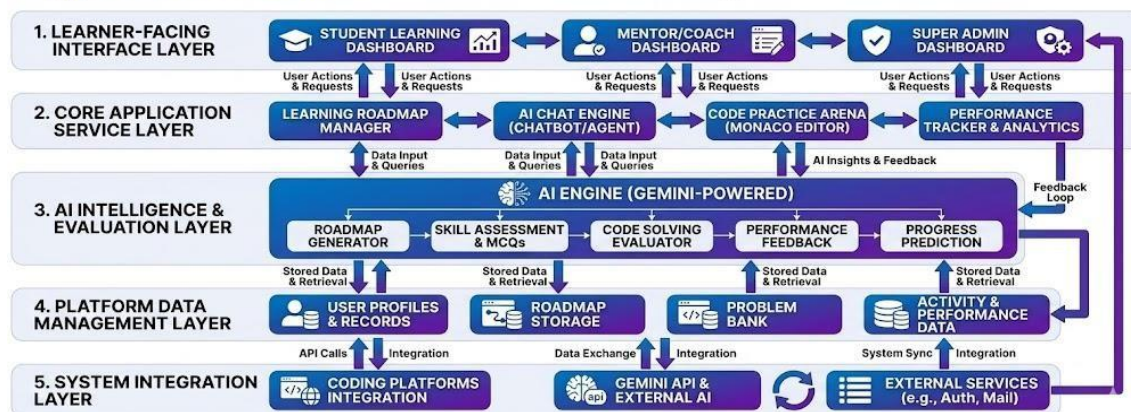 1. LEARNER-FACING
INTERFACE LAYER
STUDENT LEARNING
DASHBOARD
MENTOR/COACH
DASHBOARD
SUPER ADMIN
DASHBOARD
User Actions
& Requests
User Actions
& Requests
User Actions
& Requests
User Actions
& Requests
User Actions
& Requests
User Actions
& Requests
2. CORE APPLICATION
SERVICE LAYER
LEARNING ROADMAP
MANAGER
AI CHAT ENGINE
(CHATBOT/AGENT)
CODE PRACTICE ARENA
(MONACO EDITOR)
PERFORMANCE
TRACKER & ANALYTICS
Data Input
& Queries
Data Input
& Queries
Data Input
& Queries
AI Insights & Feedback
Feedback
Loop
3. AI INTELLIGENCE &
EVALUATION LAYER
AI ENGINE (GEMINI-POWERED)
ROADMAP
GENERATOR
SKILL ASSESSMENT
& MCQs
CODE SOLVING
EVALUATOR
PERFORMANCE
FEEDBACK
PROGRESS
PREDICTION
Stored Data
& Retrieval
Stored Data
& Retrieval
Stored Data
& Retrieval
Stored Data
& Retrieval
4. PLATFORM DATA
MANAGEMENT LAYER
USER PROFILES
& RECORDS
ROADMAP
STORAGE
</>
PROBLEM
BANK
ACTIVITY &
PERFORMANCE
DATA
API Calls
Integration
Data Exchange
Integration
System Sync
Integration
5. SYSTEM INTEGRATION
LAYER
</>
CODING PLATFORMS
INTEGRATION
api
GEMINI API &
EXTERNAL AI
EXTERNAL SERVICES
(e.g., Auth, Mail)